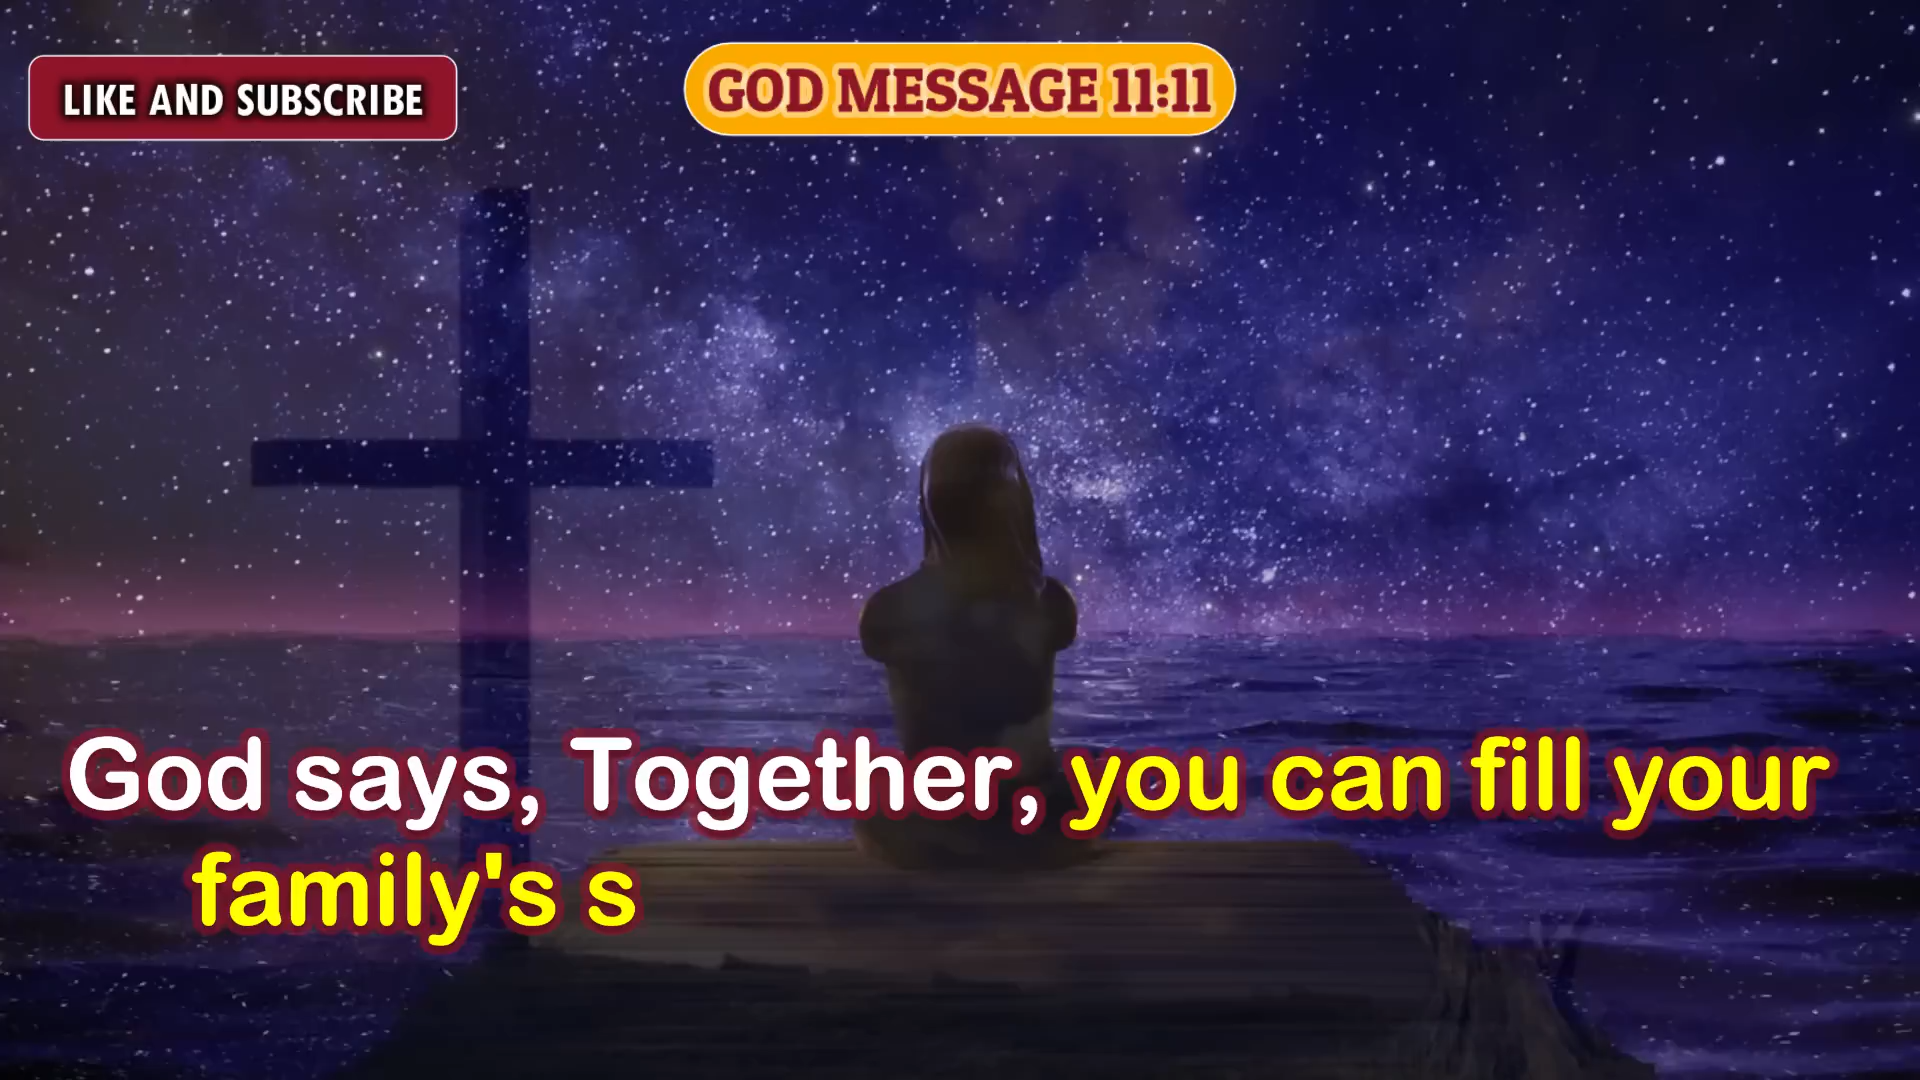 LIKE AND SUBSCRIBE
GOD MESSAGE 11:11
God says, Together, you can fill your
family's s